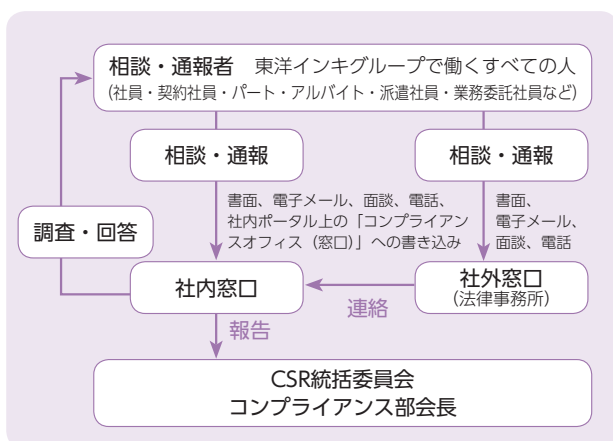 相談・通報者 東洋インキグループで働くすべての人
(社員・契約社員・パート・アルバイト・派遣社員・業務委託社員など)
相談・通報
相談・通報
書面、電子メール、面談、電話、
社内ポータル上の「コンプライアン
スオフィス(窓口)」への書き込み
書面、
電子メール、
面談、電話
調査・回答
社内窓口
社外窓口
(法律事務所)
連絡
報告
CSR統括委員会
コンプライアンス部会長